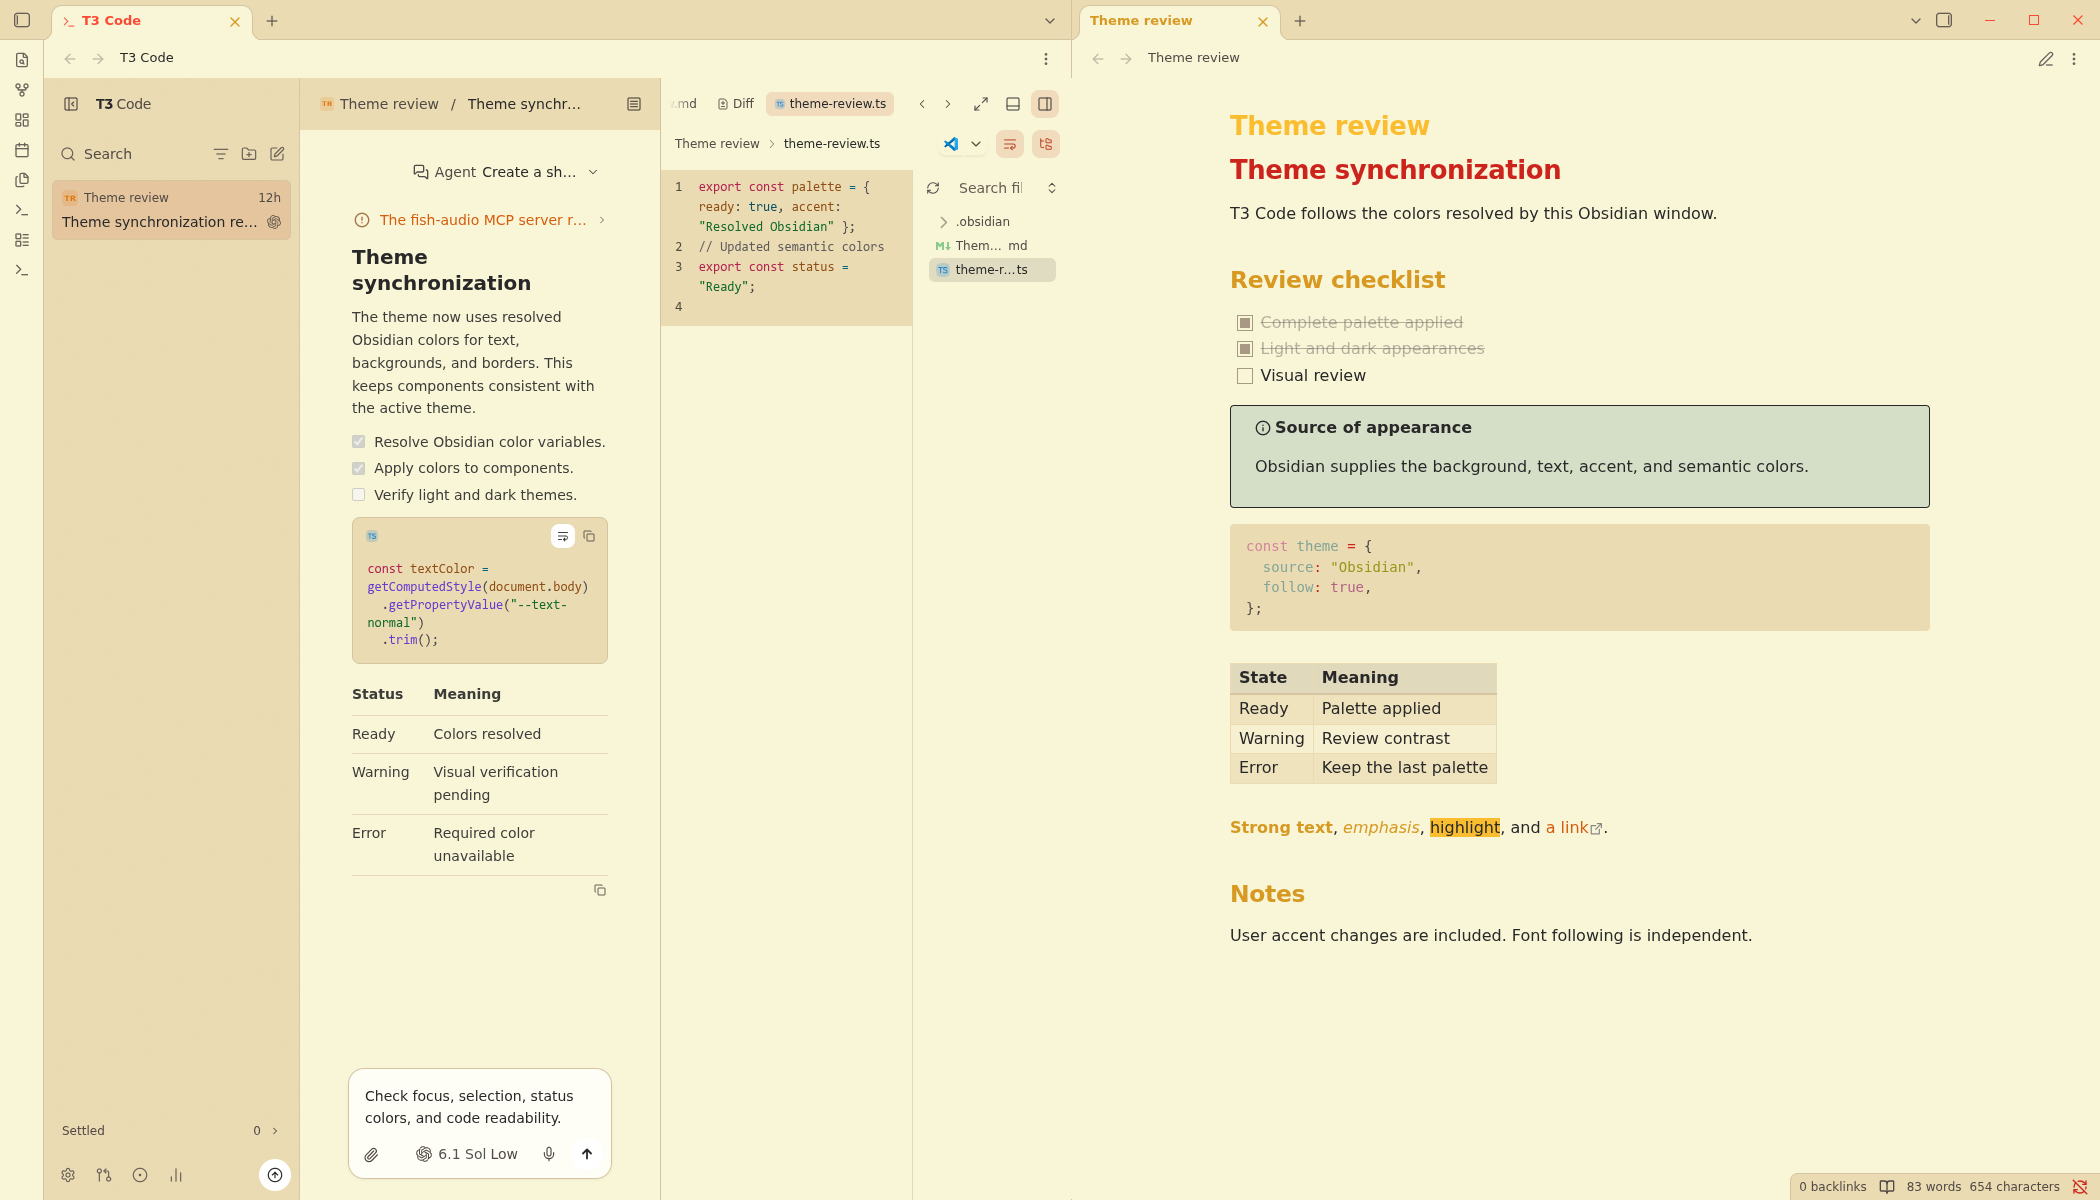 T3 Code
T3 Code
T3 Code
Search
TR Theme review 12h
Theme synchronization re...
Settled 0
TR Theme review / Theme synchr...
Agent Create a sh...
The fish-audio MCP server r...
Theme
synchronization
The theme now uses resolved
Obsidian colors for text,
backgrounds, and borders. This
keeps components consistent with
the active theme.
Resolve Obsidian color variables.
Apply colors to components.
Verify light and dark themes.
TS
const textColor =
getComputedStyle(document.body)
.getPropertyValue("--text-
normal")
.trim();
Status Meaning
Ready Colors resolved
Warning Visual verification
pending
Error Required color
unavailable
Check focus, selection, status
colors, and code readability.
6.1 Sol Low
.md Diff TS theme-review.ts
Theme review > theme-review.ts
1 export const palette = {
ready: true, accent:
"Resolved Obsidian" };
2 // Updated semantic colors
3 export const status =
"Ready";
4
Search fil
.obsidian
M↓ Them... md
TS theme-r...ts
Theme review
Theme review
Theme review
Theme synchronization
T3 Code follows the colors resolved by this Obsidian window.
Review checklist
Complete palette applied
Light and dark appearances
Visual review
Source of appearance
Obsidian supplies the background, text, accent, and semantic colors.
const theme = {
source: "Obsidian",
follow: true,
};
State Meaning
Ready Palette applied
Warning Review contrast
Error Keep the last palette
Strong text, emphasis, highlight, and a link.
Notes
User accent changes are included. Font following is independent.
0 backlinks 83 words 654 characters